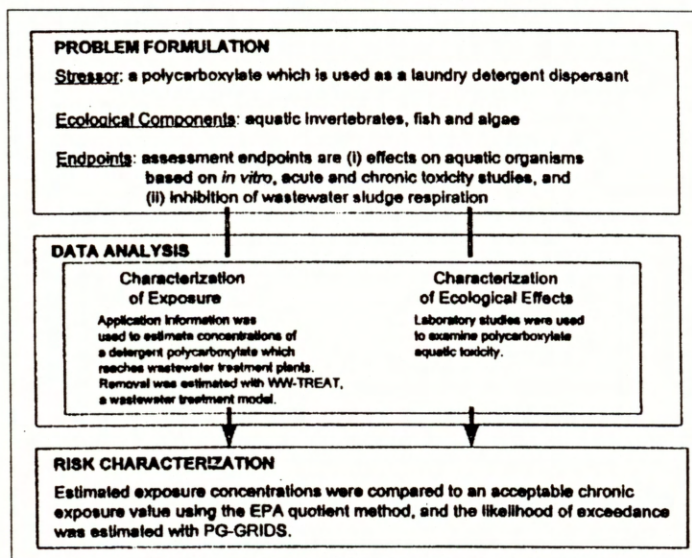 PROBLEM FORMULATION
Stressor: a polycarboxylate which is used as a laundry detergent dispersant
Ecological Components: aquatic invertebrates, fish and algae
Endpoints: assessment endpoints are (i) effects on aquatic organisms
based on in vitro, acute and chronic toxicity studies, and
(ii) inhibition of wastewater sludge respiration
DATA ANALYSIS
Characterization
of Exposure
Application information was
used to estimate concentrations of
a detergent polycarboxylate which
reaches wastewater treatment plants.
Removal was estimated with WW-TREAT,
a wastewater treatment model.
Characterization
of Ecological Effects
Laboratory studies were used
to examine polycarboxylate
aquatic toxicity.
RISK CHARACTERIZATION
Estimated exposure concentrations were compared to an acceptable chronic
exposure value using the EPA quotient method, and the likelihood of exceedance
was estimated with PG-GRIDS.